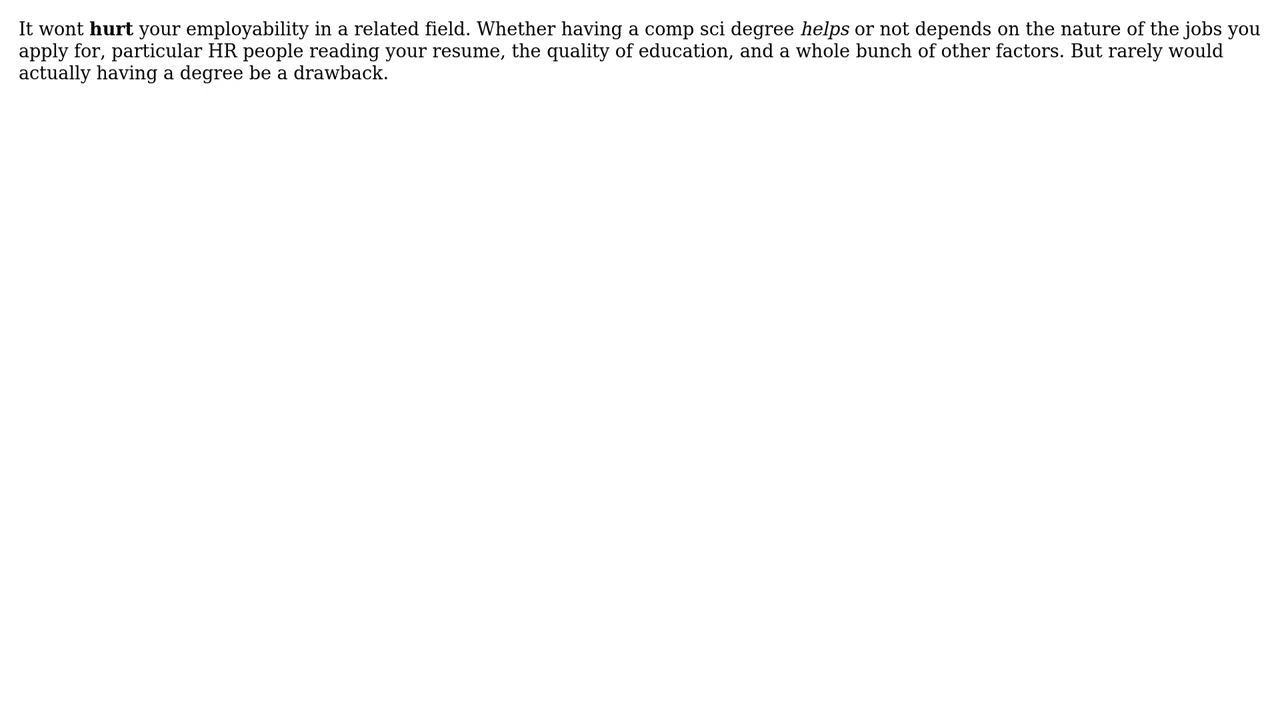 It wont hurt your employability in a related field. Whether having a comp sci degree helps or not depends on the nature of the jobs you
apply for, particular HR people reading your resume, the quality of education, and a whole bunch of other factors. But rarely would
actually having a degree be a drawback.